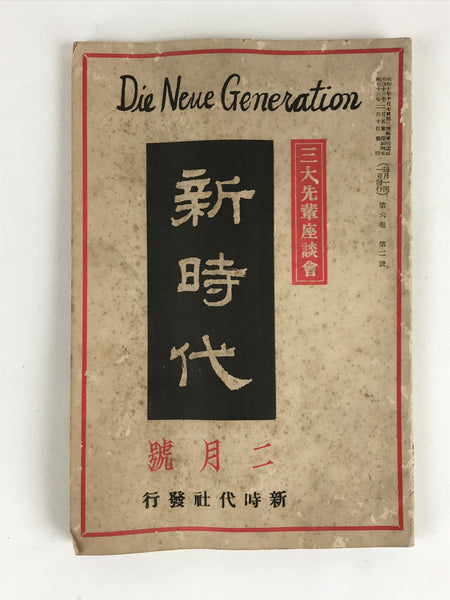 Die Neue Generation
三大先輩座談會
新時代
二月號
新時代社發行
第六卷 第二號